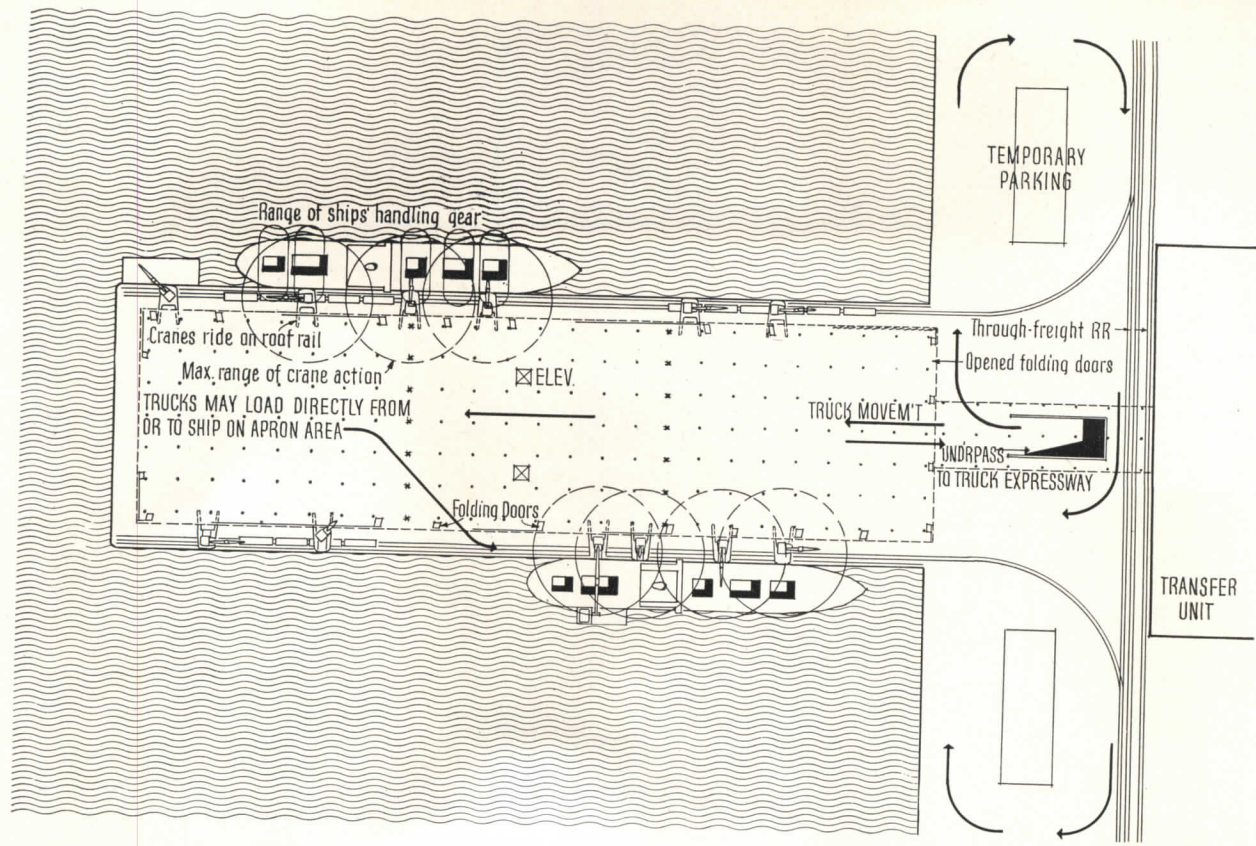 TEMPORARY
PARKING
Range of ships' handling gear
Cranes ride on roof rail
Through-freight RR
Max. range of crane action
ELEV.
Opened folding doors
TRUCKS MAY LOAD DIRECTLY FROM
OR TO SHIP ON APRON AREA
TRUCK MOVEM'T
UNDRPASS
TO TRUCK EXPRESSWAY
Folding Doors
TRANSFER
UNIT